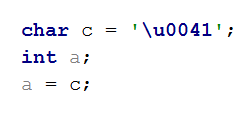 char c = '\u0041';
int a;
a = c;